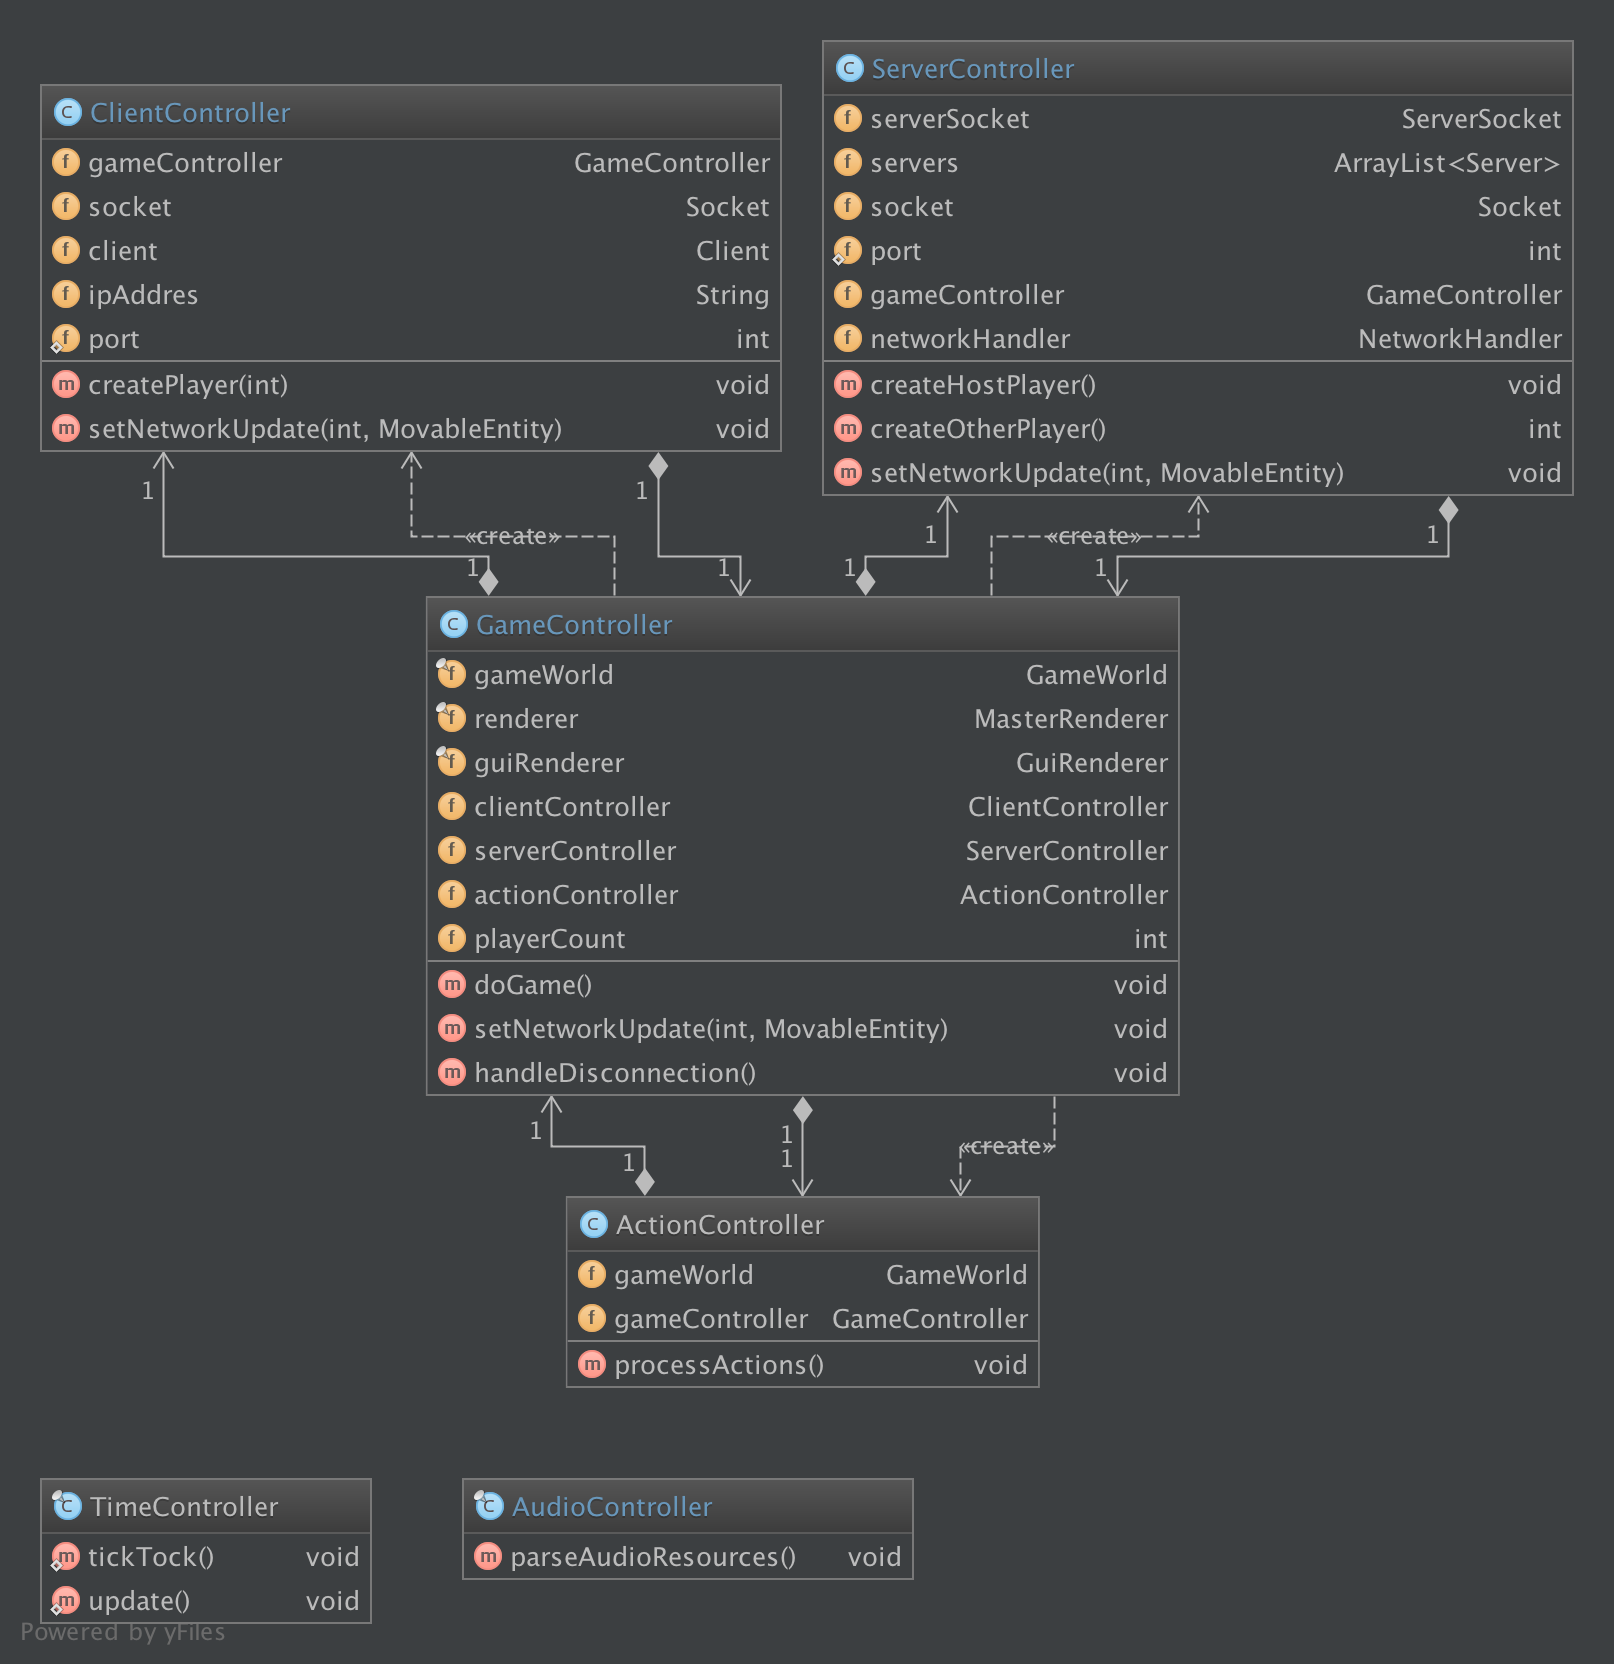 ClientController
gameController GameController
socket Socket
client Client
ipAddres String
port int
createPlayer(int) void
setNetworkUpdate(int, MovableEntity) void
ServerController
serverSocket ServerSocket
servers ArrayList<Server>
socket Socket
port int
gameController GameController
networkHandler NetworkHandler
createHostPlayer() void
createOtherPlayer() int
setNetworkUpdate(int, MovableEntity) void
1
1
1
1
«create»
«create»
1
1
1
1
GameController
gameWorld GameWorld
renderer MasterRenderer
guiRenderer GuiRenderer
clientController ClientController
serverController ServerController
actionController ActionController
playerCount int
doGame() void
setNetworkUpdate(int, MovableEntity) void
handleDisconnection() void
1
1
«create»
1
1
ActionController
gameWorld GameWorld
gameController GameController
processActions() void
TimeController
tickTock() void
update() void
AudioController
parseAudioResources() void
Powered by yFiles